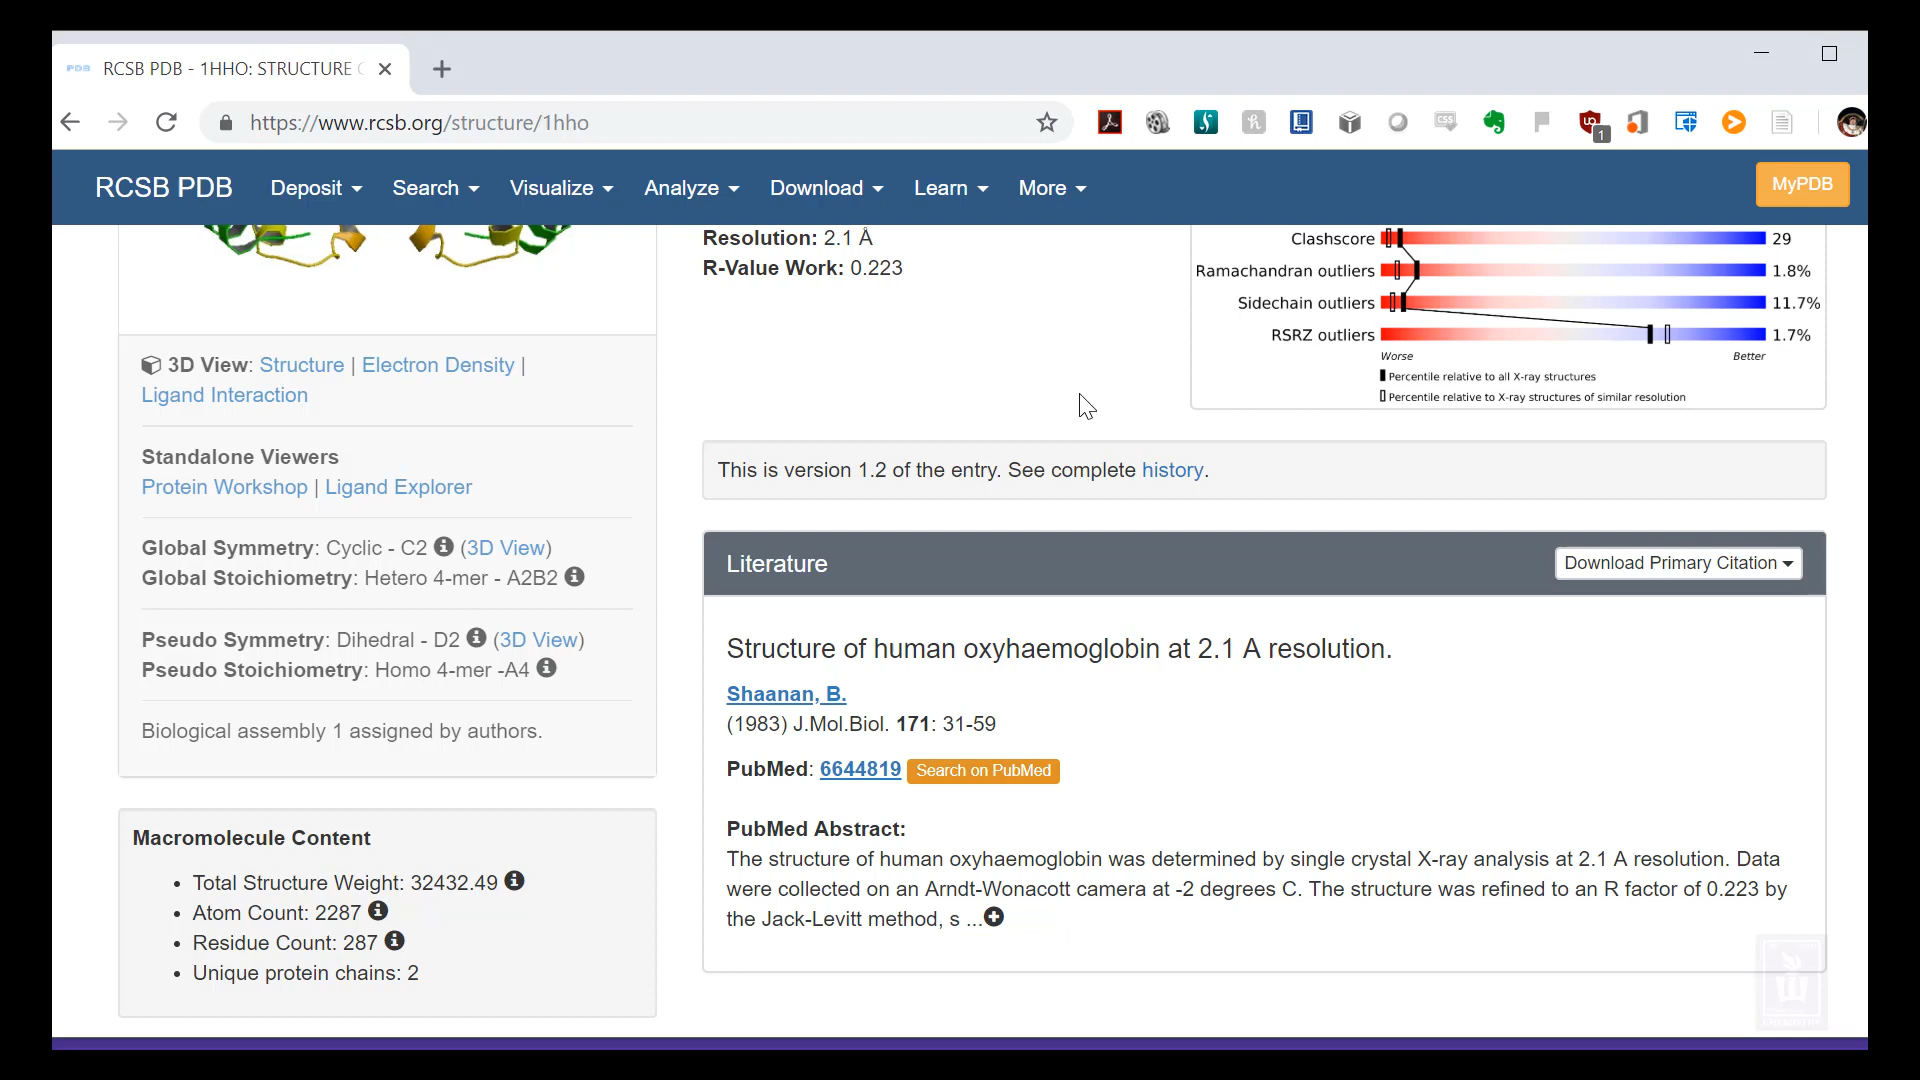 PDB RCSB PDB - 1HHO: STRUCTURE
https://www.rcsb.org/structure/1hho
1
RCSB PDB Deposit Search Visualize Analyze Download Learn More MyPDB
Resolution: 2.1 Å
R-Value Work: 0.223
Clashscore 29
Ramachandran outliers 1.8%
Sidechain outliers 11.7%
RSRZ outliers 1.7%
Worse Better
Percentile relative to all X-ray structures
Percentile relative to X-ray structures of similar resolution
3D View: Structure | Electron Density |
Ligand Interaction
Standalone Viewers
Protein Workshop | Ligand Explorer
Global Symmetry: Cyclic - C2 (3D View)
Global Stoichiometry: Hetero 4-mer - A2B2
Pseudo Symmetry: Dihedral - D2 (3D View)
Pseudo Stoichiometry: Homo 4-mer -A4
Biological assembly 1 assigned by authors.
Macromolecule Content
Total Structure Weight: 32432.49
Atom Count: 2287
Residue Count: 287
Unique protein chains: 2
This is version 1.2 of the entry. See complete history.
Literature Download Primary Citation
Structure of human oxyhaemoglobin at 2.1 A resolution.
Shaanan, B.
(1983) J.Mol.Biol. 171: 31-59
PubMed: 6644819 Search on PubMed
PubMed Abstract:
The structure of human oxyhaemoglobin was determined by single crystal X-ray analysis at 2.1 A resolution. Data
were collected on an Arndt-Wonacott camera at -2 degrees C. The structure was refined to an R factor of 0.223 by
the Jack-Levitt method, s ...